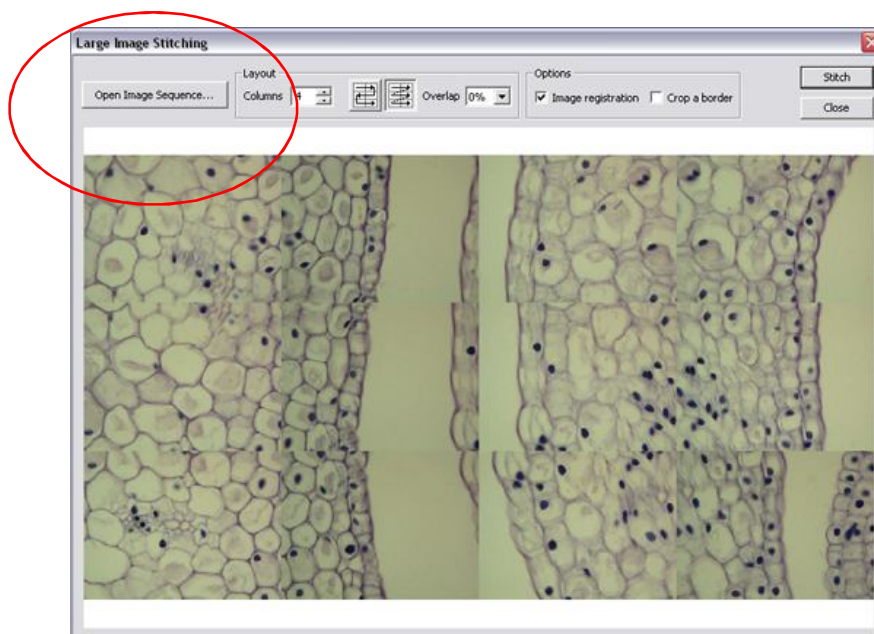 Large Image Stitching
Open Image Sequence...
Layout
Columns 4
Overlap 0%
Options
Image registration
Crop a border
Stitch
Close